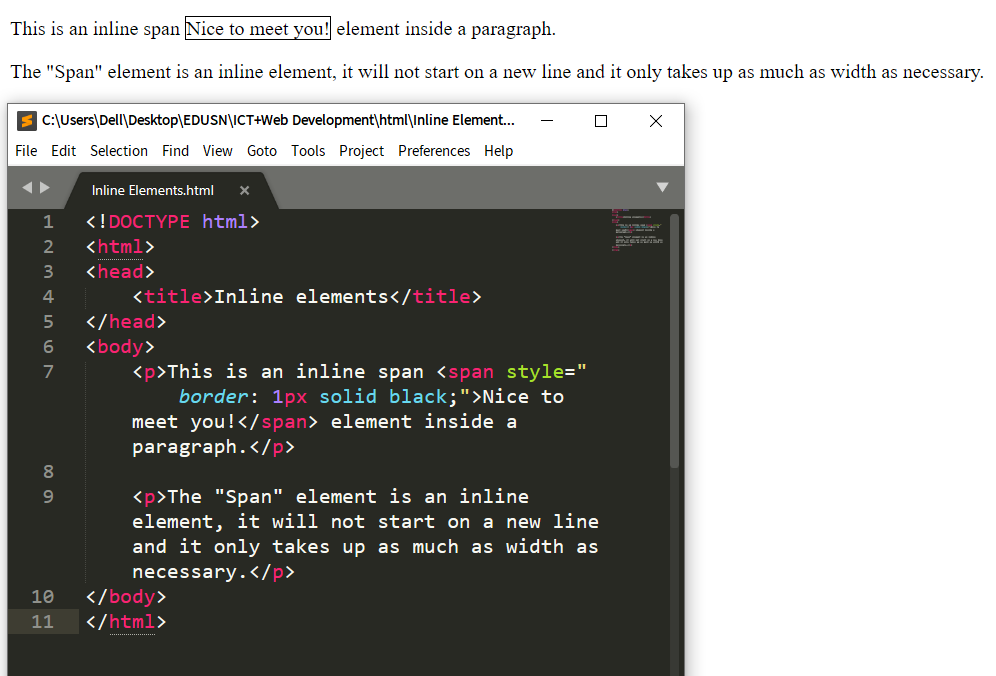 This is an inline span Nice to meet you! element inside a paragraph.
The "Span" element is an inline element, it will not start on a new line and it only takes up as much as width as necessary.
C:\Users\Dell\Desktop\EDUSN\ICT+Web Development\html\Inline Element...
File Edit Selection Find View Goto Tools Project Preferences Help
Inline Elements.html
1 <!DOCTYPE html>
2 <html>
3 <head>
4 <title>Inline elements</title>
5 </head>
6 <body>
7 <p>This is an inline span <span style="
border: 1px solid black;">Nice to
meet you!</span> element inside a
paragraph.</p>
8
9 <p>The "Span" element is an inline
element, it will not start on a new line
and it only takes up as much as width as
necessary.</p>
10 </body>
11 </html>